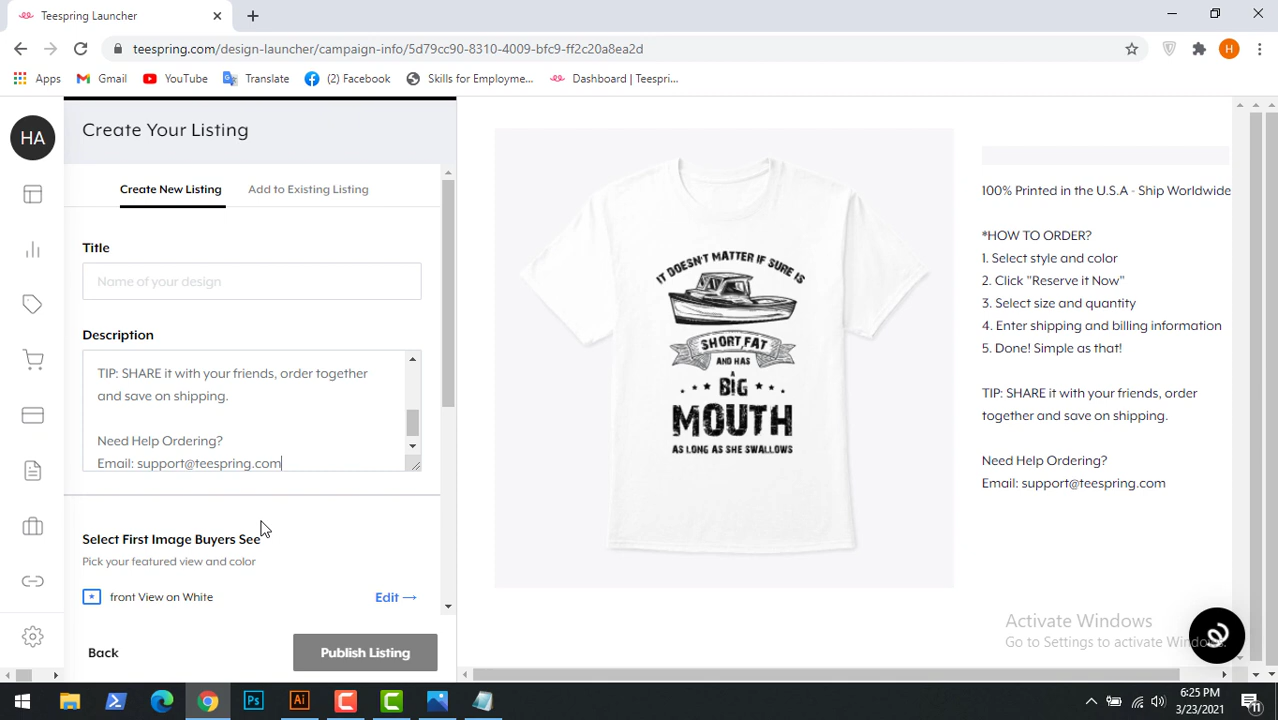 Teespring Launcher
teespring.com/design-launcher/campaign-info/5d79cc90-8310-4009-bfc9-ff2c20a8ea2d
H
Apps
Gmail
YouTube
Translate
(2) Facebook
Skills for Employme...
Dashboard | Teespri...
HA
Create Your Listing
Create New Listing
Add to Existing Listing
Title
Name of your design
Description
TIP: SHARE it with your friends, order together
and save on shipping.
Need Help Ordering?
Email: support@teespring.com
Select First Image Buyers See
Pick your featured view and color
front View on White
Edit →
Back
Publish Listing
IT DOESN'T MATTER IF SURE IS
SHORT,FAT
AND HAS
A
BIG
MOUTH
AS LONG AS SHE SWALLOWS
100% Printed in the U.S.A - Ship Worldwide
*HOW TO ORDER?
1. Select style and color
2. Click "Reserve it Now"
3. Select size and quantity
4. Enter shipping and billing information
5. Done! Simple as that!
TIP: SHARE it with your friends, order
together and save on shipping.
Need Help Ordering?
Email: support@teespring.com
Activate Windows
Go to Settings to activate Windows.
Ps
Ai
6:25 PM
3/23/2021
11